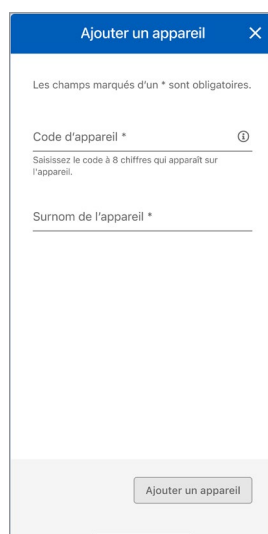 Ajouter un appareil
Les champs marqués d'un * sont obligatoires.
Code d'appareil *
Saisissez le code à 8 chiffres qui apparaît sur
l'appareil.
Surnom de l'appareil *
Ajouter un appareil